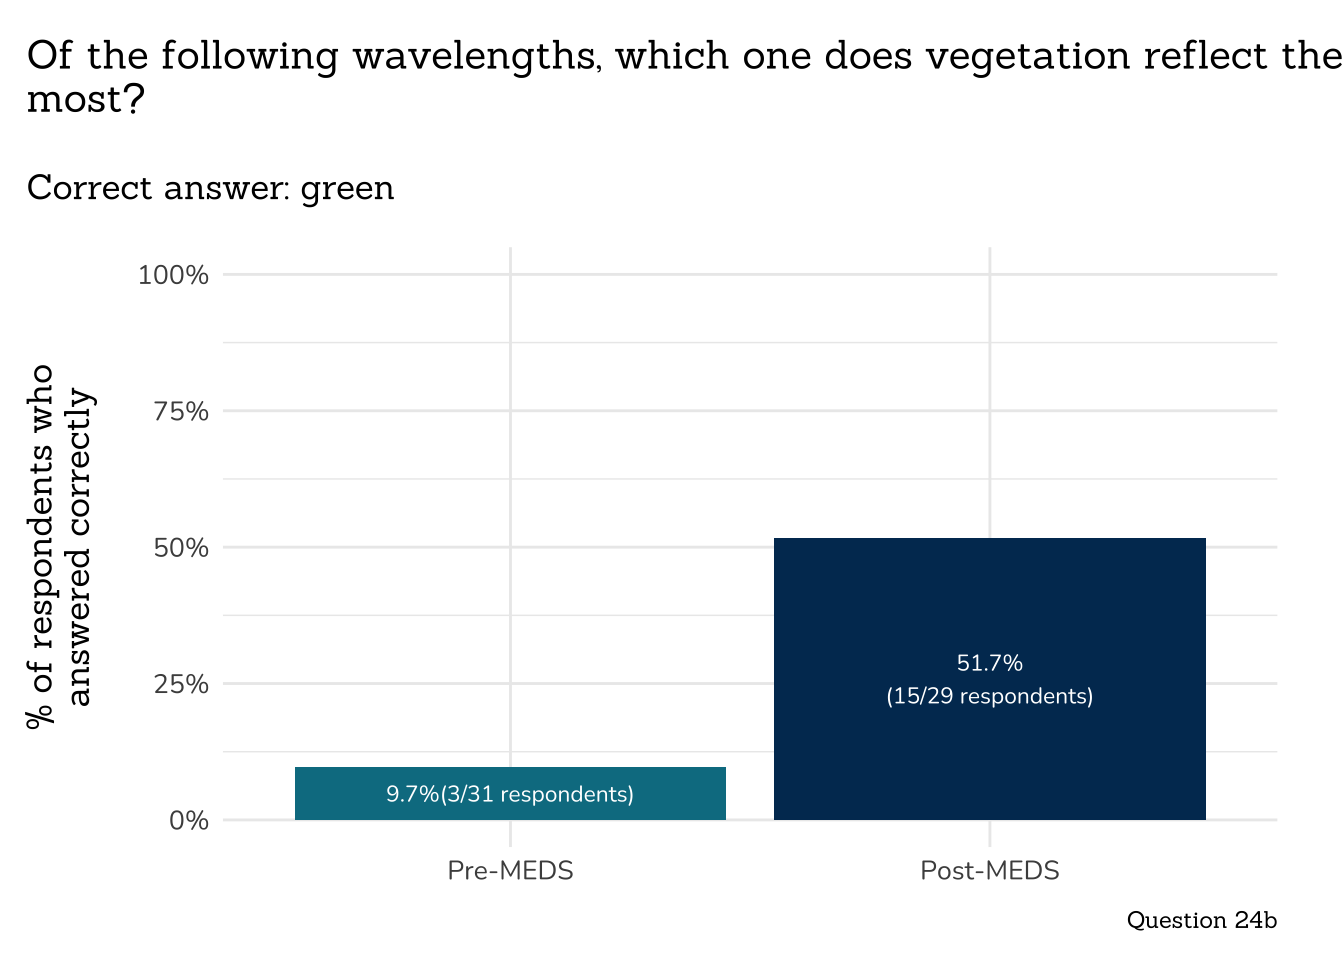 Of the following wavelengths, which one does vegetation reflect the
most?
Correct answer: green
% of respondents who
answered correctly
100%
75%
50%
25%
0%
9.7%(3/31 respondents)
51.7%
(15/29 respondents)
Pre-MEDS
Post-MEDS
Question 24b